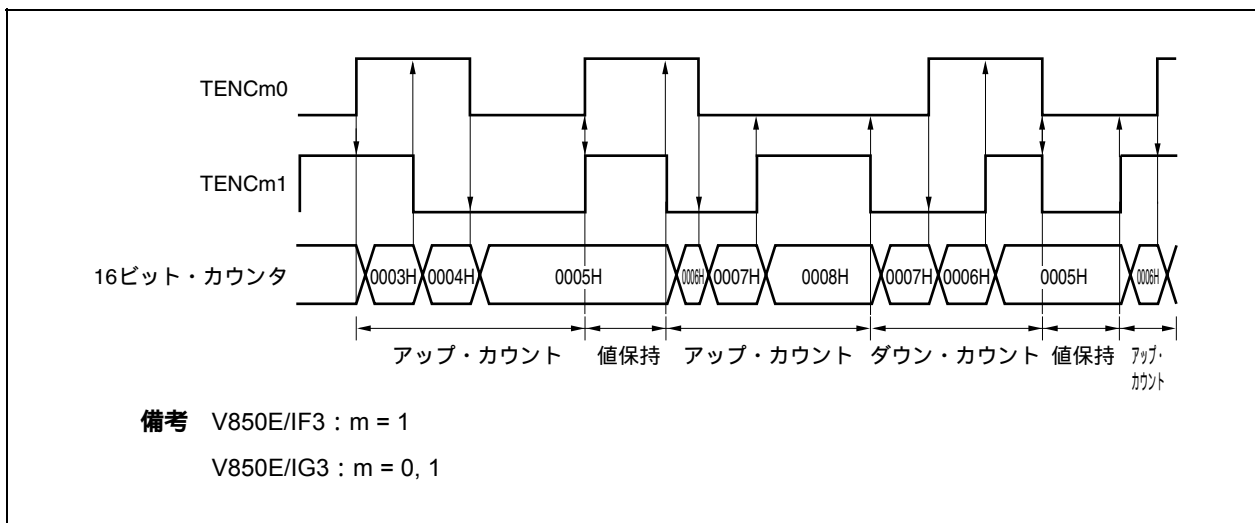 TENCm0
TENCm1
16ビット・カウンタ
0003H 0004H 0005H 0006H 0007H 0008H 0007H 0006H 0005H 0006H
アップ・カウント 値保持 アップ・カウント ダウン・カウント 値保持 アップ・
カウント
備考 V850E/IF3：m = 1
V850E/IG3：m = 0, 1